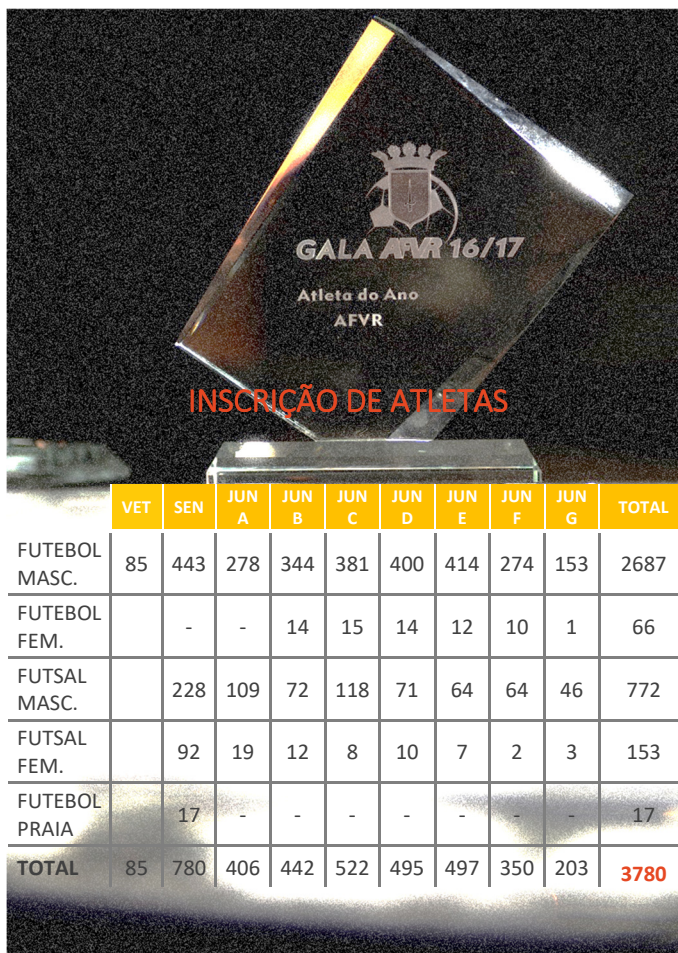 GALA AFVR 16/17
Atleta do Ano
AFVR
INSCRIÇÃO DE ATLETAS
VET SEN JUN A JUN B JUN C JUN D JUN E JUN F JUN G TOTAL
FUTEBOL MASC. 85 443 278 344 381 400 414 274 153 2687
FUTEBOL FEM. - - 14 15 14 12 10 1 66
FUTSAL MASC. 228 109 72 118 71 64 64 46 772
FUTSAL FEM. 92 19 12 8 10 7 2 3 153
FUTEBOL PRAIA 17 - - - - - - - 17
TOTAL 85 780 406 442 522 495 497 350 203 3780